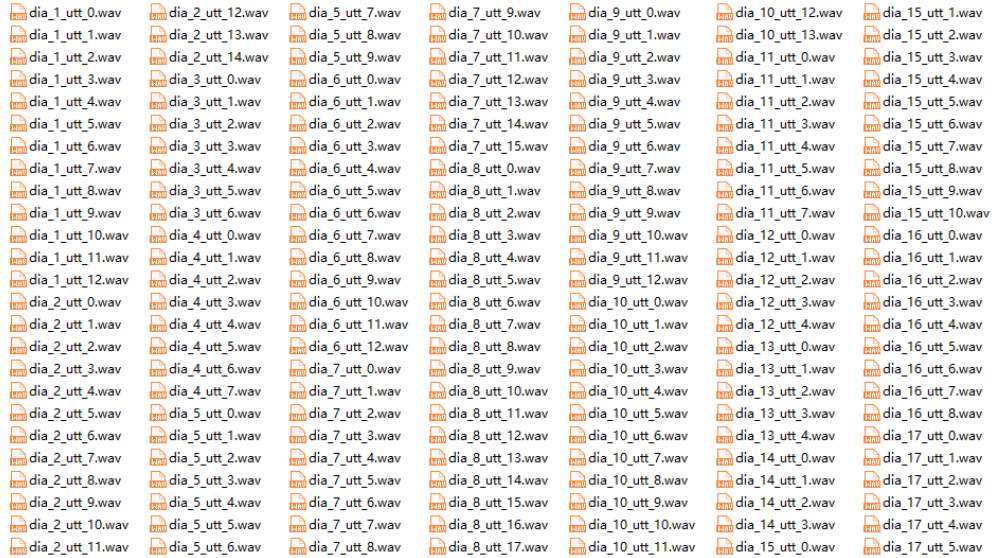 dia_1_utt_0.wav
dia_1_utt_1.wav
dia_1_utt_2.wav
dia_1_utt_3.wav
dia_1_utt_4.wav
dia_1_utt_5.wav
dia_1_utt_6.wav
dia_1_utt_7.wav
dia_1_utt_8.wav
dia_1_utt_9.wav
dia_1_utt_10.wav
dia_1_utt_11.wav
dia_1_utt_12.wav
dia_2_utt_0.wav
dia_2_utt_1.wav
dia_2_utt_2.wav
dia_2_utt_3.wav
dia_2_utt_4.wav
dia_2_utt_5.wav
dia_2_utt_6.wav
dia_2_utt_7.wav
dia_2_utt_8.wav
dia_2_utt_9.wav
dia_2_utt_10.wav
dia_2_utt_11.wav
dia_2_utt_12.wav
dia_2_utt_13.wav
dia_2_utt_14.wav
dia_3_utt_0.wav
dia_3_utt_1.wav
dia_3_utt_2.wav
dia_3_utt_3.wav
dia_3_utt_4.wav
dia_3_utt_5.wav
dia_3_utt_6.wav
dia_4_utt_0.wav
dia_4_utt_1.wav
dia_4_utt_2.wav
dia_4_utt_3.wav
dia_4_utt_4.wav
dia_4_utt_5.wav
dia_4_utt_6.wav
dia_4_utt_7.wav
dia_5_utt_0.wav
dia_5_utt_1.wav
dia_5_utt_2.wav
dia_5_utt_3.wav
dia_5_utt_4.wav
dia_5_utt_5.wav
dia_5_utt_6.wav
dia_5_utt_7.wav
dia_5_utt_8.wav
dia_5_utt_9.wav
dia_6_utt_0.wav
dia_6_utt_1.wav
dia_6_utt_2.wav
dia_6_utt_3.wav
dia_6_utt_4.wav
dia_6_utt_5.wav
dia_6_utt_6.wav
dia_6_utt_7.wav
dia_6_utt_8.wav
dia_6_utt_9.wav
dia_6_utt_10.wav
dia_6_utt_11.wav
dia_6_utt_12.wav
dia_7_utt_0.wav
dia_7_utt_1.wav
dia_7_utt_2.wav
dia_7_utt_3.wav
dia_7_utt_4.wav
dia_7_utt_5.wav
dia_7_utt_6.wav
dia_7_utt_7.wav
dia_7_utt_8.wav
dia_7_utt_9.wav
dia_7_utt_10.wav
dia_7_utt_11.wav
dia_7_utt_12.wav
dia_7_utt_13.wav
dia_7_utt_14.wav
dia_7_utt_15.wav
dia_8_utt_0.wav
dia_8_utt_1.wav
dia_8_utt_2.wav
dia_8_utt_3.wav
dia_8_utt_4.wav
dia_8_utt_5.wav
dia_8_utt_6.wav
dia_8_utt_7.wav
dia_8_utt_8.wav
dia_8_utt_9.wav
dia_8_utt_10.wav
dia_8_utt_11.wav
dia_8_utt_12.wav
dia_8_utt_13.wav
dia_8_utt_14.wav
dia_8_utt_15.wav
dia_8_utt_16.wav
dia_8_utt_17.wav
dia_9_utt_0.wav
dia_9_utt_1.wav
dia_9_utt_2.wav
dia_9_utt_3.wav
dia_9_utt_4.wav
dia_9_utt_5.wav
dia_9_utt_6.wav
dia_9_utt_7.wav
dia_9_utt_8.wav
dia_9_utt_9.wav
dia_9_utt_10.wav
dia_9_utt_11.wav
dia_9_utt_12.wav
dia_10_utt_0.wav
dia_10_utt_1.wav
dia_10_utt_2.wav
dia_10_utt_3.wav
dia_10_utt_4.wav
dia_10_utt_5.wav
dia_10_utt_6.wav
dia_10_utt_7.wav
dia_10_utt_8.wav
dia_10_utt_9.wav
dia_10_utt_10.wav
dia_10_utt_11.wav
dia_10_utt_12.wav
dia_10_utt_13.wav
dia_11_utt_0.wav
dia_11_utt_1.wav
dia_11_utt_2.wav
dia_11_utt_3.wav
dia_11_utt_4.wav
dia_11_utt_5.wav
dia_11_utt_6.wav
dia_11_utt_7.wav
dia_12_utt_0.wav
dia_12_utt_1.wav
dia_12_utt_2.wav
dia_12_utt_3.wav
dia_12_utt_4.wav
dia_13_utt_0.wav
dia_13_utt_1.wav
dia_13_utt_2.wav
dia_13_utt_3.wav
dia_13_utt_4.wav
dia_14_utt_0.wav
dia_14_utt_1.wav
dia_14_utt_2.wav
dia_14_utt_3.wav
dia_15_utt_0.wav
dia_15_utt_1.wav
dia_15_utt_2.wav
dia_15_utt_3.wav
dia_15_utt_4.wav
dia_15_utt_5.wav
dia_15_utt_6.wav
dia_15_utt_7.wav
dia_15_utt_8.wav
dia_15_utt_9.wav
dia_15_utt_10.wav
dia_16_utt_0.wav
dia_16_utt_1.wav
dia_16_utt_2.wav
dia_16_utt_3.wav
dia_16_utt_4.wav
dia_16_utt_5.wav
dia_16_utt_6.wav
dia_16_utt_7.wav
dia_16_utt_8.wav
dia_17_utt_0.wav
dia_17_utt_1.wav
dia_17_utt_2.wav
dia_17_utt_3.wav
dia_17_utt_4.wav
dia_17_utt_5.wav